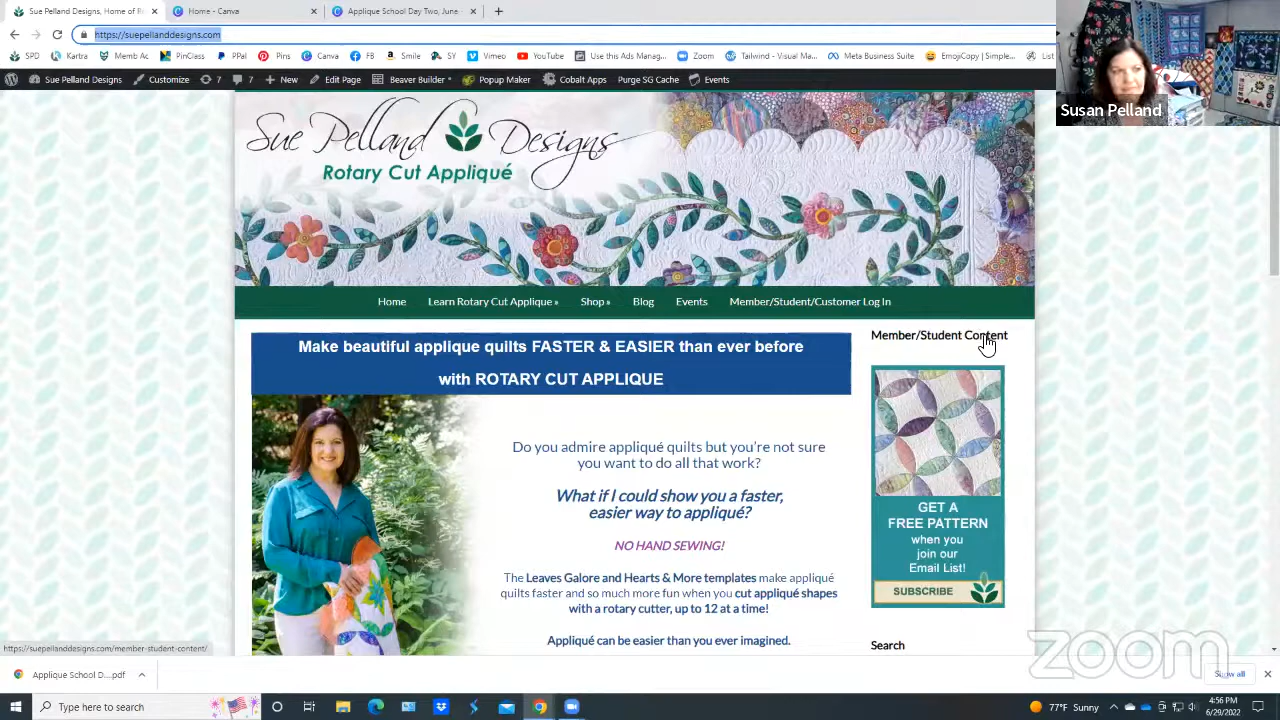 Sue Pelland Designs, Home of R
Home - Canva
Applique School Day Two, June
https://suepellanddesigns.com
SPD
Kartra
Memb Ac
PinClass
PPal
Pins
Canva
FB
Smile
SY
Vimeo
YouTube
Use this Ads Manag...
Zoom
Tailwind - Visual Ma...
Meta Business Suite
EmojiCopy | Simple...
List
Sue Pelland Designs
Customize
7
7
New
Edit Page
Beaver Builder
Popup Maker
Cobalt Apps
Purge SG Cache
Events
Susan Pelland
Sue Pelland Designs
Rotary Cut Appliqué
Home
Learn Rotary Cut Applique »
Shop »
Blog
Events
Member/Student/Customer Log In
Make beautiful applique quilts FASTER & EASIER than ever before
with ROTARY CUT APPLIQUE
Do you admire appliqué quilts but you're not sure
you want to do all that work?
What if I could show you a faster,
easier way to appliqué?
NO HAND SEWING!
The Leaves Galore and Hearts & More templates make appliqué
quilts faster and so much more fun when you cut appliqué shapes
with a rotary cutter, up to 12 at a time!
Appliqué can be easier than you ever imagined.
Member/Student Content
GET A
FREE PATTERN
when you
join our
Email List!
SUBSCRIBE
Search
https://suepellanddesigns.com/member-student-content/
zoom
Applique School D....pdf
Show all
Type here to search
77°F Sunny
4:56 PM
6/29/2022